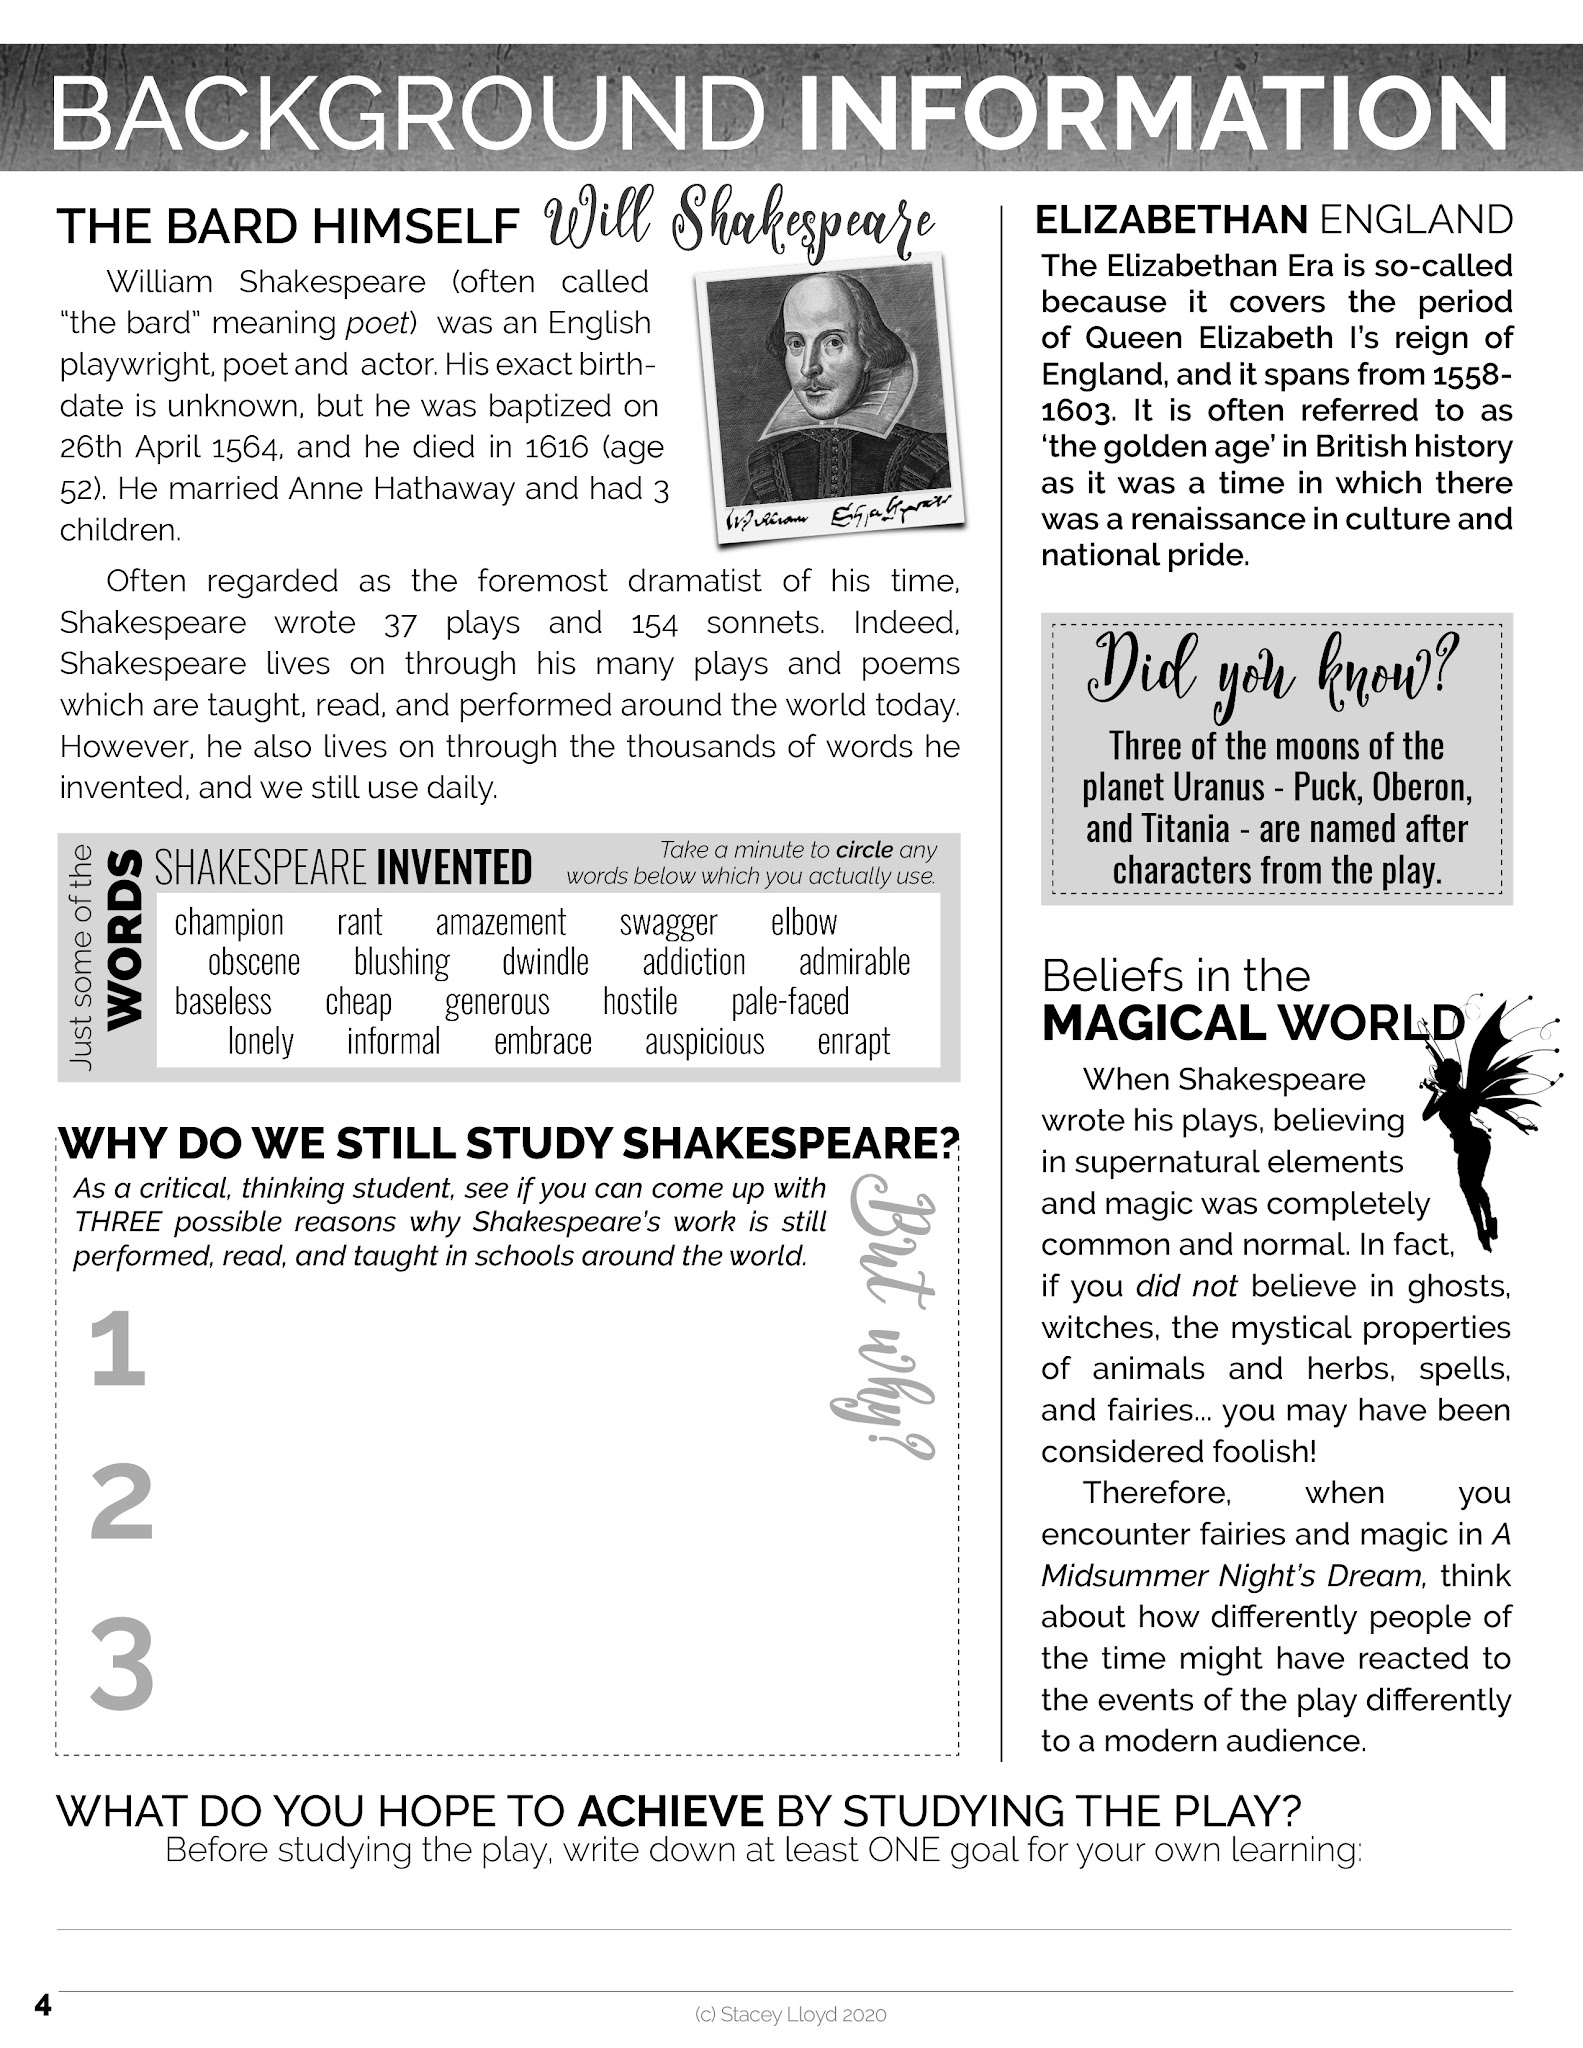 BACKGROUND INFORMATION
THE BARD HIMSELF Will Shakespeare
William Shakespeare (often called
“the bard” meaning poet) was an English
playwright, poet and actor. His exact birth-
date is unknown, but he was baptized on
26th April 1564, and he died in 1616 (age
52). He married Anne Hathaway and had 3
children.
Often regarded as the foremost dramatist of his time,
Shakespeare wrote 37 plays and 154 sonnets. Indeed,
Shakespeare lives on through his many plays and poems
which are taught, read, and performed around the world today.
However, he also lives on through the thousands of words he
invented, and we still use daily.
Just some of the
WORDS
SHAKESPEARE INVENTED
Take a minute to circle any
words below which you actually use.
champion rant amazement swagger elbow
obscene blushing dwindle addiction admirable
baseless cheap generous hostile pale-faced
lonely informal embrace auspicious enrapt
WHY DO WE STILL STUDY SHAKESPEARE?
As a critical, thinking student, see if you can come up with
THREE possible reasons why Shakespeare's work is still
performed, read, and taught in schools around the world.
But why?
1
2
3
ELIZABETHAN ENGLAND
The Elizabethan Era is so-called
because it covers the period
of Queen Elizabeth I's reign of
England, and it spans from 1558-
1603. It is often referred to as
‘the golden age’ in British history
as it was a time in which there
was a renaissance in culture and
national pride.
Did you know?
Three of the moons of the
planet Uranus - Puck, Oberon,
and Titania - are named after
characters from the play.
Beliefs in the
MAGICAL WORLD
When Shakespeare
wrote his plays, believing
in supernatural elements
and magic was completely
common and normal. In fact,
if you did not believe in ghosts,
witches, the mystical properties
of animals and herbs, spells,
and fairies... you may have been
considered foolish!
Therefore, when you
encounter fairies and magic in A
Midsummer Night's Dream, think
about how differently people of
the time might have reacted to
the events of the play differently
to a modern audience.
WHAT DO YOU HOPE TO ACHIEVE BY STUDYING THE PLAY?
Before studying the play, write down at least ONE goal for your own learning:
4
(c) Stacey Lloyd 2020